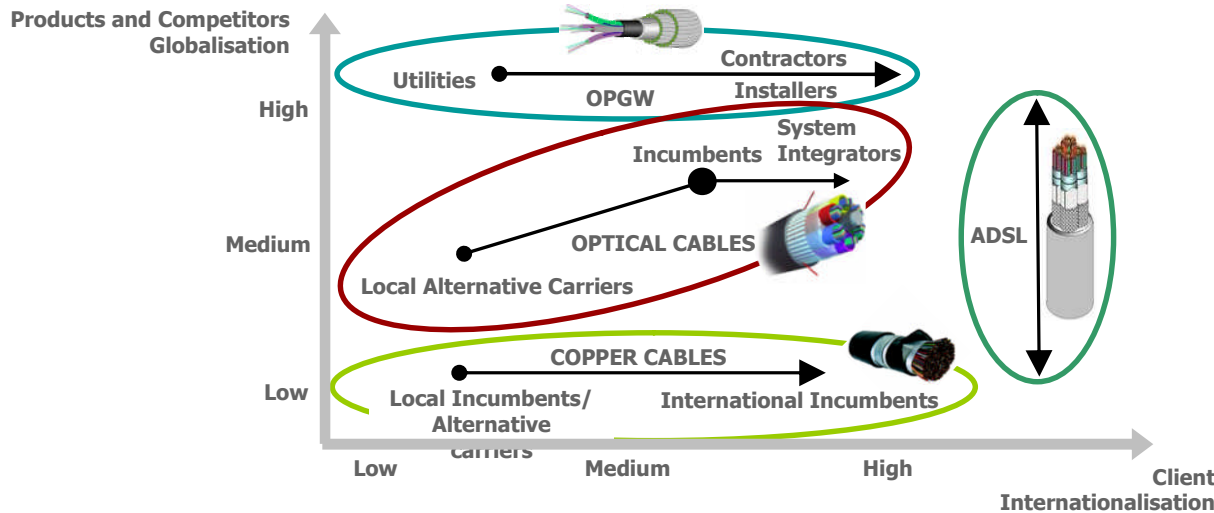 Products and Competitors
Globalisation
Contractors
Utilities
Installers
OPGW
High
System
Incumbents
Integrators
ADSL
Medium
OPTICAL CABLES
Local Alternative Carriers
COPPER CABLES
Low
Local Incumbents/
International Incumbents
Alternative
carriers
Low
Medium
High
Client
Internationalisation